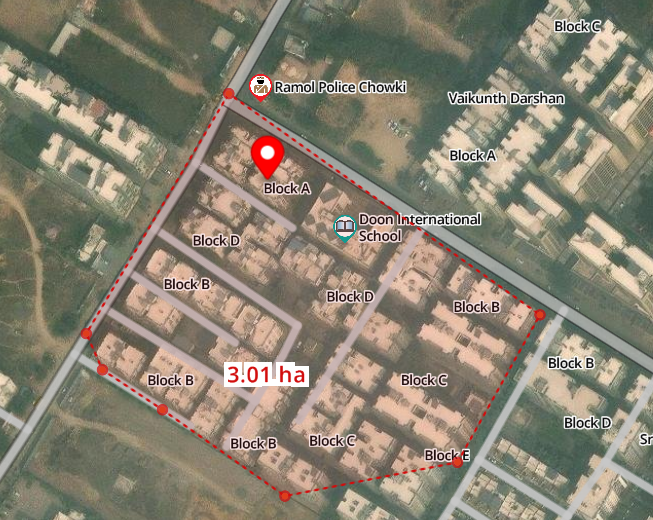 Block C
Ramol Police Chowki
Vaikunth Darshan
Block A
Block A
Doon International
School
Block D
Block B
Block D
Block B
Block B
Block B
Block C
Block D
3.01 ha
Block B
Block B
Block C
Block E
Sr